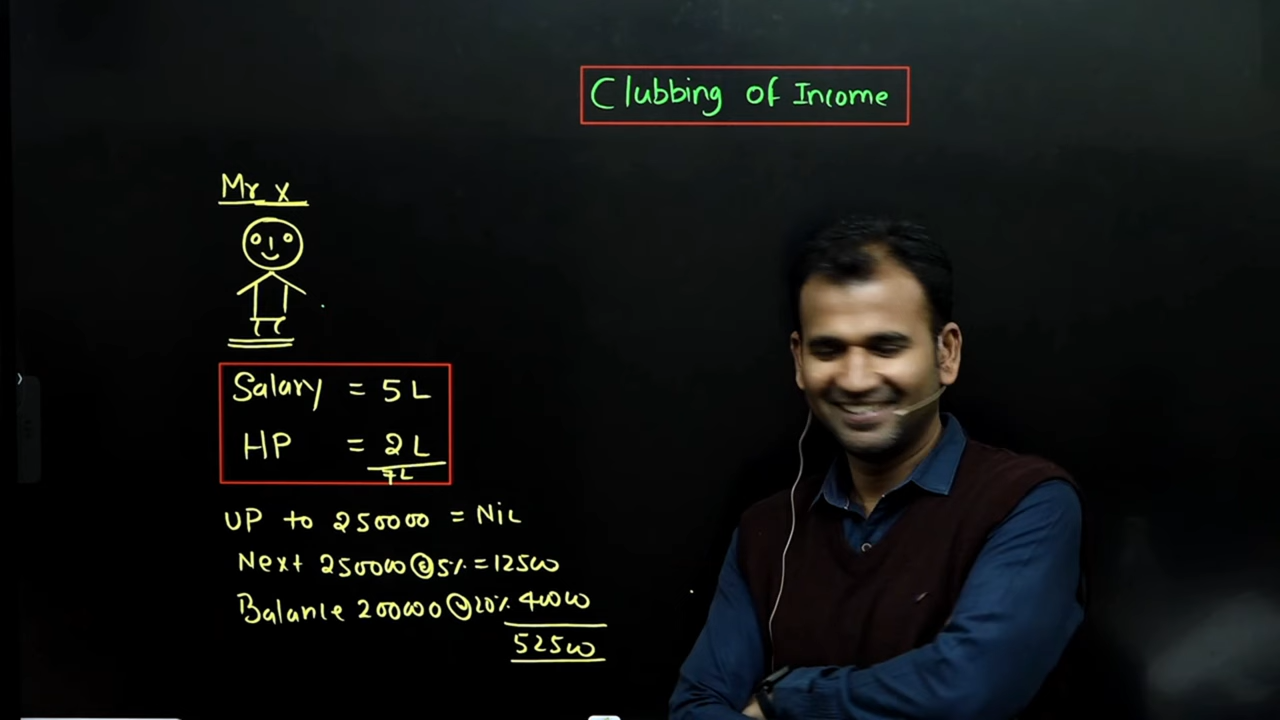 Clubbing of Income
Mr X
Salary = 5 L
HP = 2 L
7 L
UP to 250000 = NiL
Next 250000 @ 5% = 12500
Balance 200000 @ 20% 40000
52500